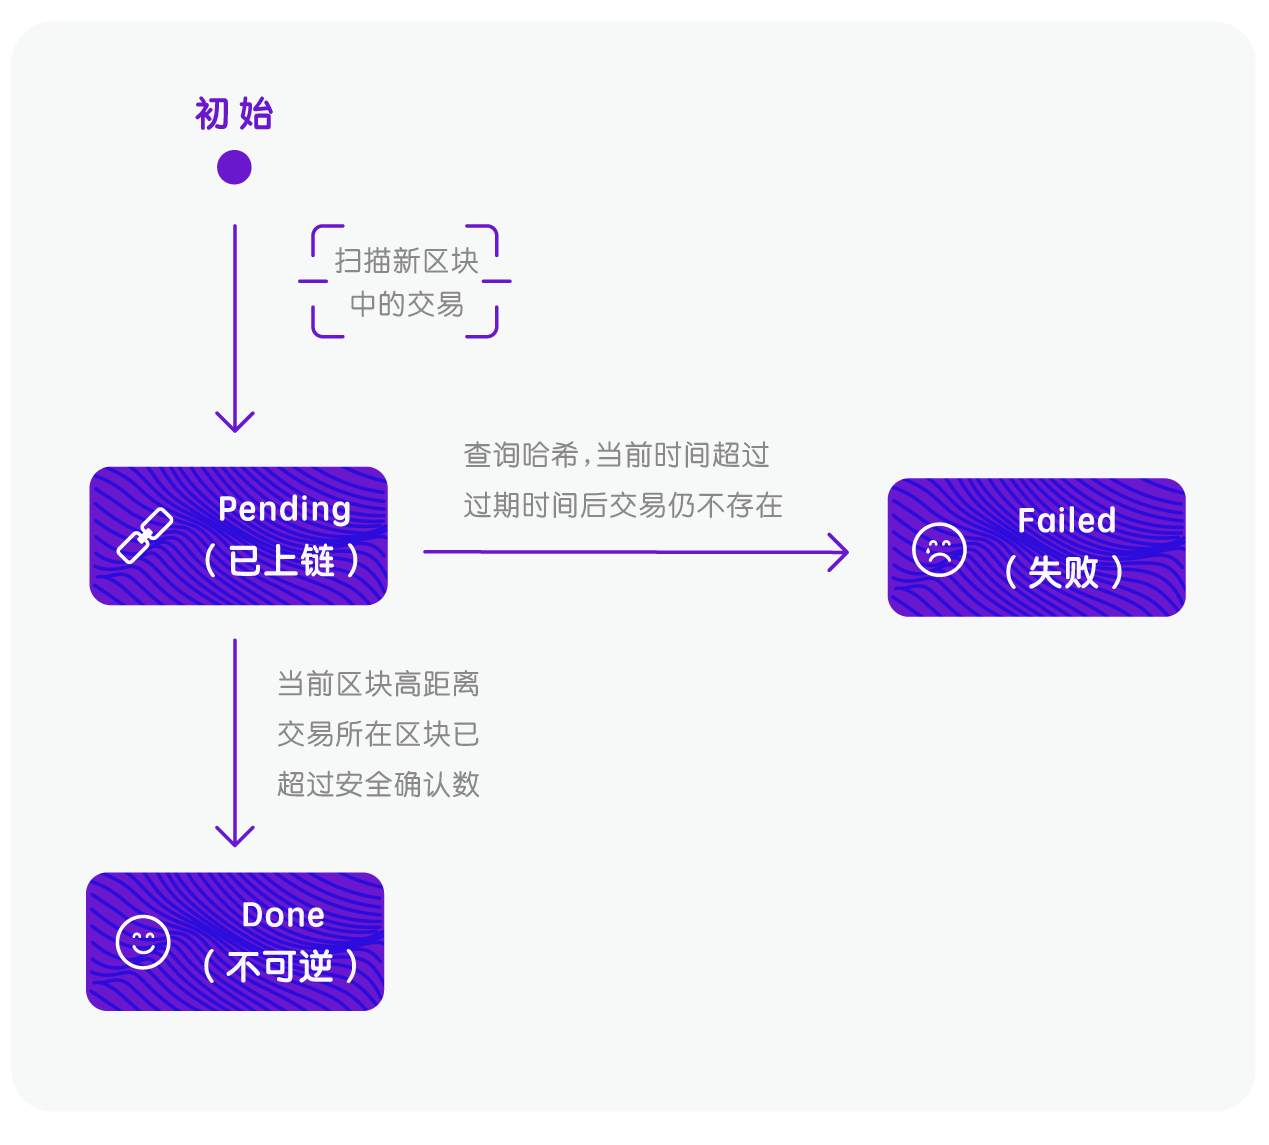 初始
扫描新区块
中的交易
查询哈希,当前时间超过
过期时间后交易仍不存在
Pending
(已上链)
Failed
(失败)
当前区块高距离
交易所在区块已
超过安全确认数
Done
(不可逆)